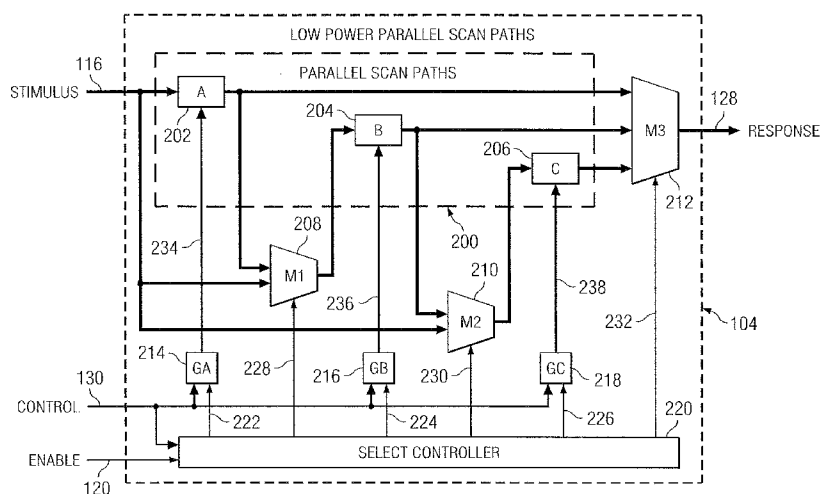 LOW POWER PARALLEL SCAN PATHS
116
PARALLEL SCAN PATHS
STIMULUS
A
202
204
B
M3
128
RESPONSE
206
C
212
208
200
234
M1
210
236
M2
238
232
104
214
GA
228
216
GB
230
GC
218
130
CONTROL
222
224
226
220
SELECT CONTROLLER
ENABLE
120